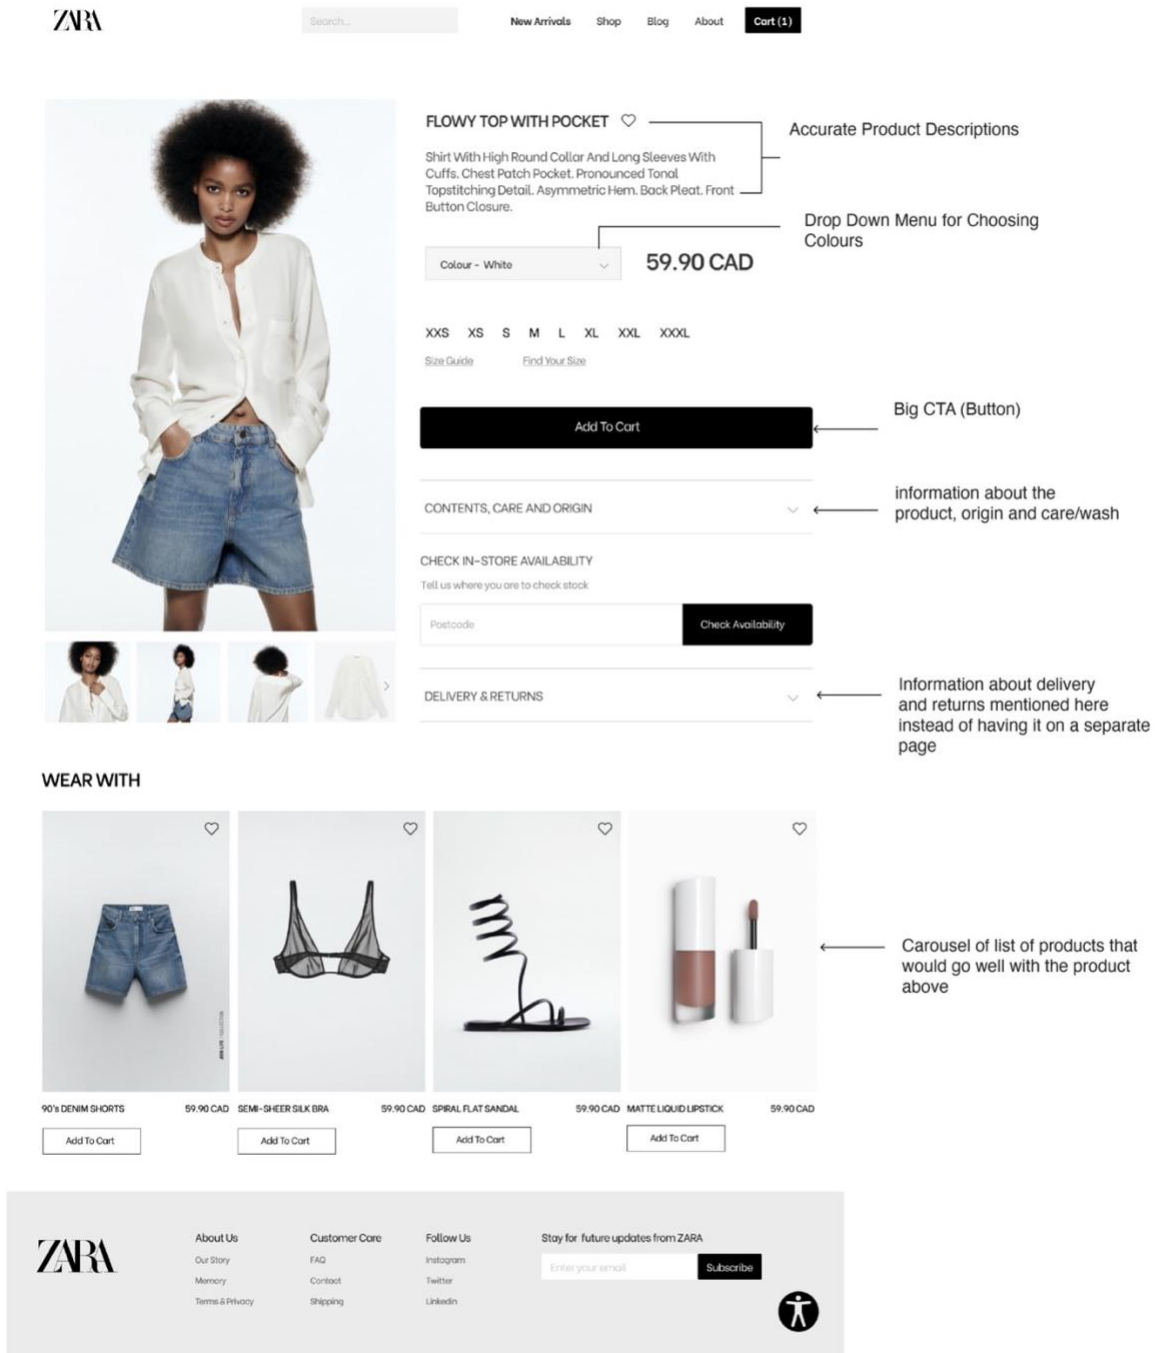 ZARA
Search...
New Arrivals
Shop
Blog
About
Cart (1)
FLOWY TOP WITH POCKET
Accurate Product Descriptions
Shirt With High Round Collar And Long Sleeves With
Cuffs. Chest Patch Pocket. Pronounced Tonal
Topstitching Detail. Asymmetric Hem. Back Pleat. Front
Button Closure.
Drop Down Menu for Choosing
Colours
Colour - White
59.90 CAD
XXS XS S M L XL XXL XXXL
Size Guide
Find Your Size
Add To Cart
Big CTA (Button)
CONTENTS, CARE AND ORIGIN
information about the
product, origin and care/wash
CHECK IN-STORE AVAILABILITY
Tell us where you are to check stock
Postcode
Check Availability
DELIVERY & RETURNS
Information about delivery
and returns mentioned here
instead of having it on a separate
page
WEAR WITH
Carousel of list of products that
would go well with the product
above
90's DENIM SHORTS
59.90 CAD
SEMI-SHEER SILK BRA
59.90 CAD
SPIRAL FLAT SANDAL
59.90 CAD
MATTE LIQUID LIPSTICK
59.90 CAD
Add To Cart
Add To Cart
Add To Cart
Add To Cart
ZARA
About Us
Our Story
Memory
Terms & Privacy
Customer Care
FAQ
Contact
Shipping
Follow Us
Instagram
Twitter
Linkedin
Stay for future updates from ZARA
Enter your email
Subscribe